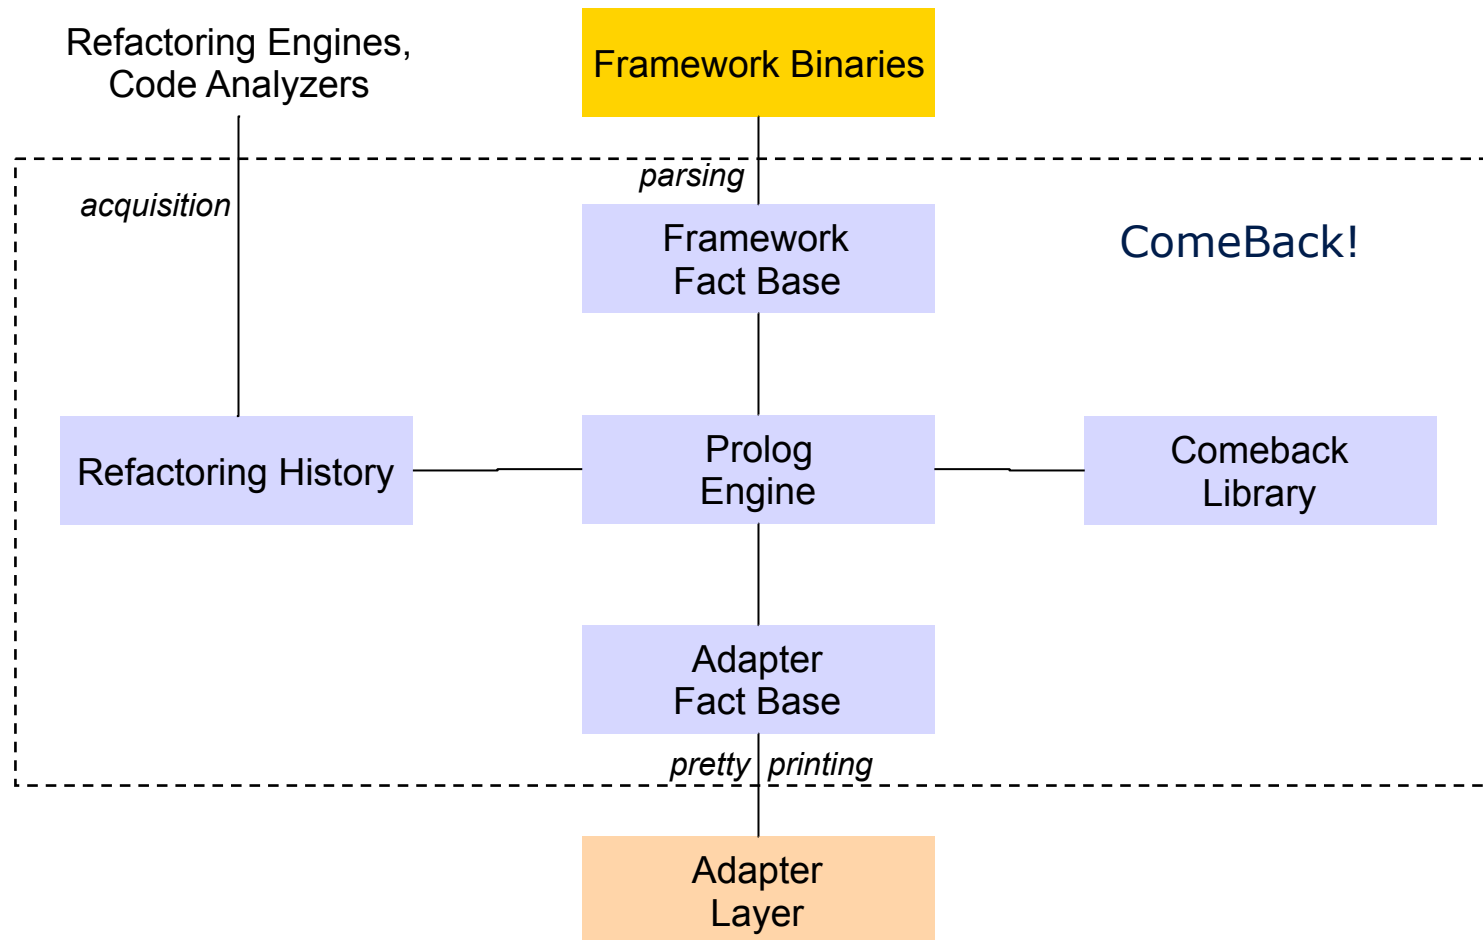 Refactoring Engines,
Code Analyzers
Framework Binaries
parsing
acquisition
Framework
Fact Base
ComeBack!
Refactoring History
Prolog
Engine
Comeback
Library
Adapter
Fact Base
pretty printing
Adapter
Layer